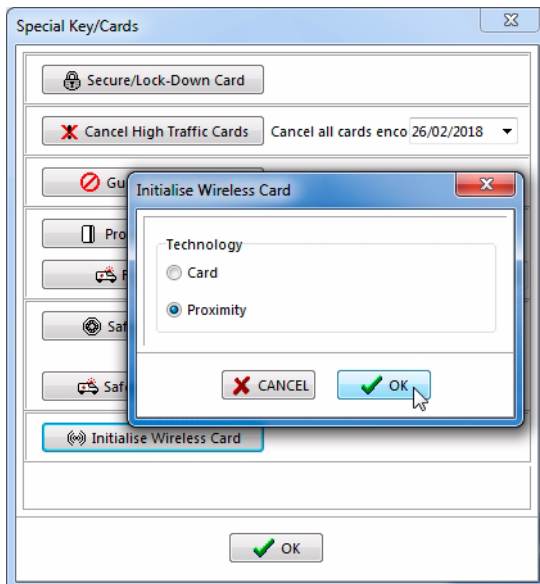 Special Key/Cards
Secure/Lock-Down Card
Cancel High Traffic Cards Cancel all cards enco 26/02/2018
Initialise Wireless Card
Technology
Card
Proximity
CANCEL OK
Initialise Wireless Card
OK